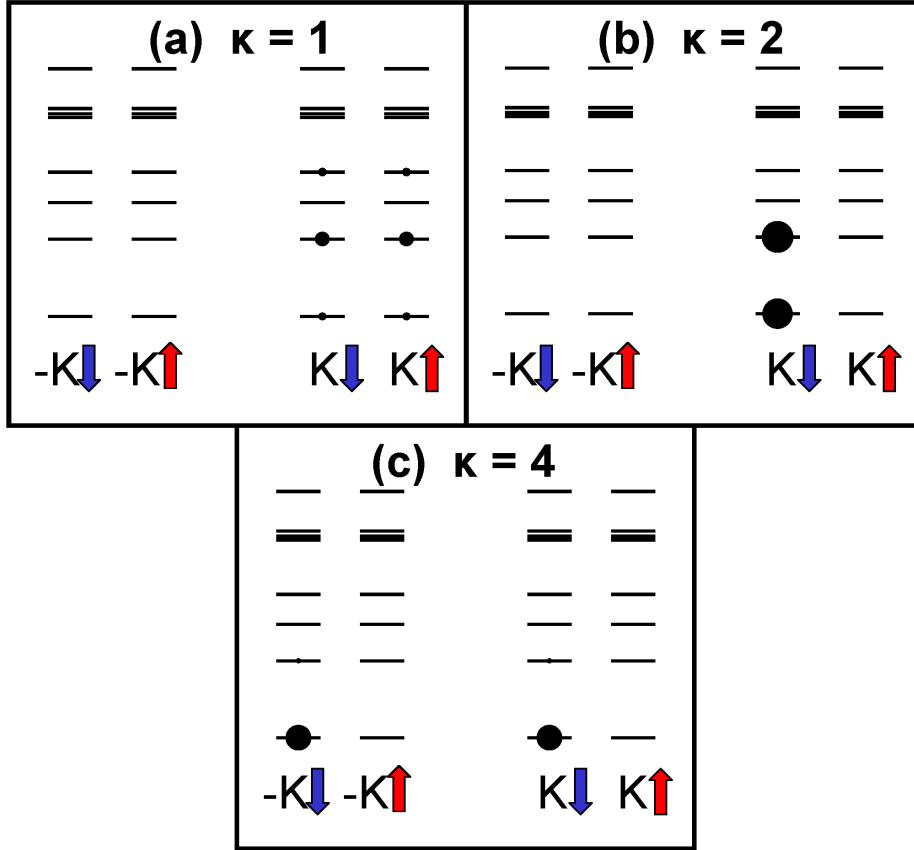 (a) κ = 1
-K -K K K
(b) κ = 2
-K -K K K
(c) κ = 4
-K -K K K